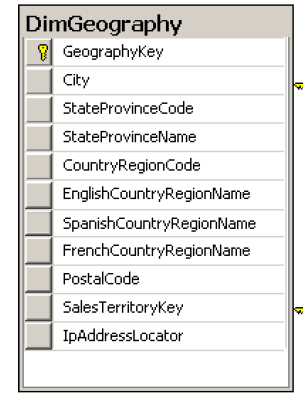 DimGeography
GeographyKey
City
StateProvinceCode
StateProvinceName
CountryRegionCode
EnglishCountryRegionName
SpanishCountryRegionName
FrenchCountryRegionName
PostalCode
SalesTerritoryKey
IpAddressLocator